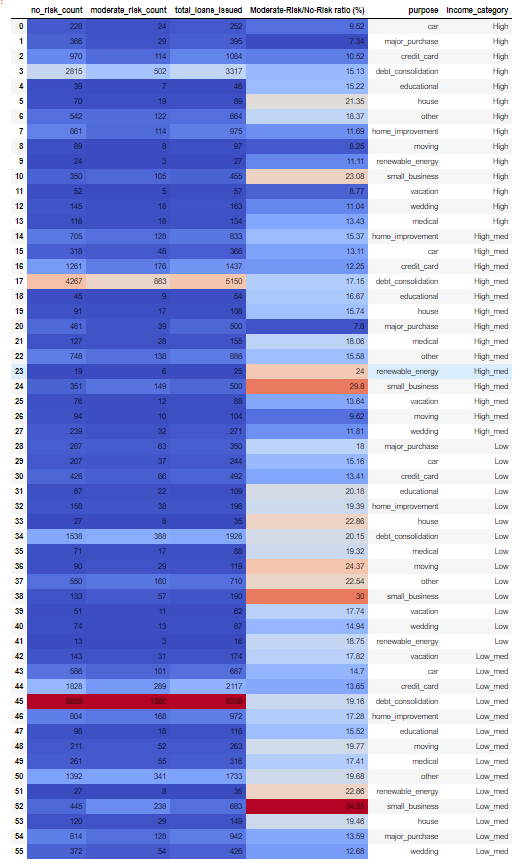 :
no_risk_count moderate_risk_count total_loans_issued Moderate-Risk/No-Risk ratio (%) purpose Income_category
0 228 24 252 9.52 car High
1 366 29 395 7.34 major_purchase High
2 970 114 1084 10.52 credit_card High
3 2815 502 3317 15.13 debt_consolidation High
4 39 7 46 15.22 educational High
5 70 19 89 21.35 house High
6 542 122 664 18.37 other High
7 861 114 975 11.69 home_improvement High
8 89 8 97 8.25 moving High
9 24 3 27 11.11 renewable_energy High
10 350 105 455 23.08 small_business High
11 52 5 57 8.77 vacation High
12 145 18 163 11.04 wedding High
13 116 18 134 13.43 medical High
14 705 128 833 15.37 home_improvement High_med
15 318 48 366 13.11 car High_med
16 1261 176 1437 12.25 credit_card High_med
17 4267 883 5150 17.15 debt_consolidation High_med
18 45 9 54 16.67 educational High_med
19 91 17 108 15.74 house High_med
20 461 39 500 7.8 major_purchase High_med
21 127 28 155 18.06 medical High_med
22 748 138 886 15.58 other High_med
23 19 6 25 24 renewable_energy High_med
24 351 149 500 29.8 small_business High_med
25 76 12 88 13.64 vacation High_med
26 94 10 104 9.62 moving High_med
27 239 32 271 11.81 wedding High_med
28 287 63 350 18 major_purchase Low
29 207 37 244 15.16 car Low
30 426 66 492 13.41 credit_card Low
31 87 22 109 20.18 educational Low
32 158 38 196 19.39 home_improvement Low
33 27 8 35 22.86 house Low
34 1538 388 1926 20.15 debt_consolidation Low
35 71 17 88 19.32 medical Low
36 90 29 119 24.37 moving Low
37 550 160 710 22.54 other Low
38 133 57 190 30 small_business Low
39 51 11 62 17.74 vacation Low
40 74 13 87 14.94 wedding Low
41 13 3 16 18.75 renewable_energy Low
42 143 31 174 17.82 vacation Low_med
43 586 101 687 14.7 car Low_med
44 1828 289 2117 13.65 credit_card Low_med
45 6668 1580 8248 19.16 debt_consolidation Low_med
46 804 168 972 17.28 home_improvement Low_med
47 98 18 116 15.52 educational Low_med
48 211 52 263 19.77 moving Low_med
49 261 55 316 17.41 medical Low_med
50 1392 341 1733 19.68 other Low_med
51 27 8 35 22.86 renewable_energy Low_med
52 445 238 683 34.85 small_business Low_med
53 120 29 149 19.46 house Low_med
54 814 128 942 13.59 major_purchase Low_med
55 372 54 426 12.68 wedding Low_med